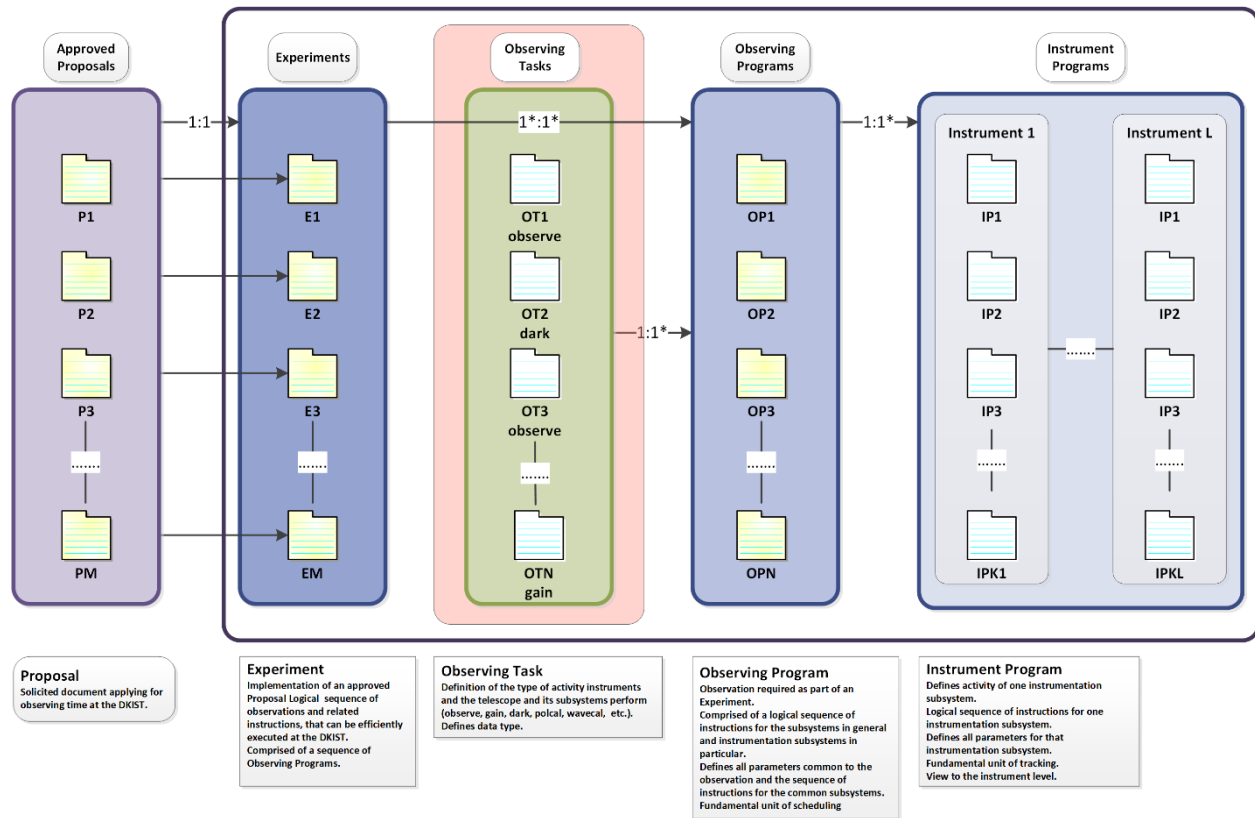 Approved
Proposals
Experiments
Observing
Tasks
Observing
Programs
Instrument
Programs
1:1
1*:1*
1:1*
Instrument 1
Instrument L
P1
E1
OT1
observe
OP1
IP1
IP1
P2
E2
OT2
dark
OP2
IP2
IP2
1:1*
.......
P3
E3
OT3
observe
OP3
IP3
IP3
.......
.......
.......
.......
.......
PM
EM
OTN
gain
OPN
IPK1
IPKL
Proposal
Solicited document applying for
observing time at the DKIST.
Experiment
Implementation of an approved
Proposal Logical sequence of
observations and related
instructions, that can be efficiently
executed at the DKIST.
Comprised of a sequence of
Observing Programs.
Observing Task
Definition of the type of activity instruments
and the telescope and its subsystems perform
(observe, gain, dark, polcal, wavecal, etc.).
Defines data type.
Observing Program
Observation required as part of an
Experiment.
Comprised of a logical sequence of
instructions for the subsystems in general
and instrumentation subsystems in
particular.
Defines all parameters common to the
observation and the sequence of
instructions for the common subsystems.
Fundamental unit of scheduling
Instrument Program
Defines activity of one instrumentation
subsystem.
Logical sequence of instructions for one
instrumentation subsystem.
Defines all parameters for that
instrumentation subsystem.
Fundamental unit of tracking.
View to the instrument level.